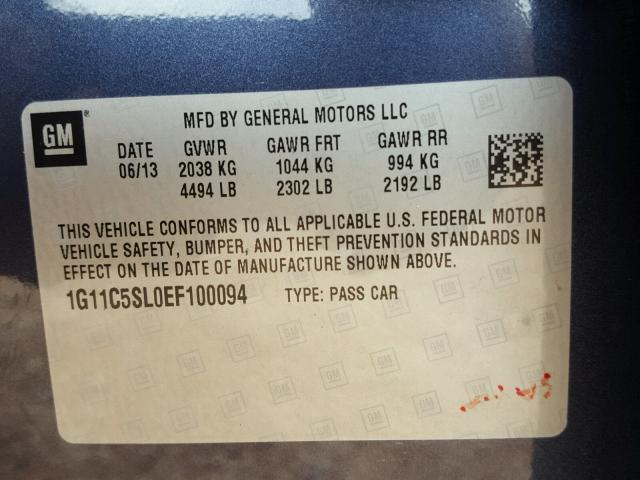 GM
MFD BY GENERAL MOTORS LLC
DATE GVWR GAWR FRT GAWR RR
06/13 2038 KG 1044 KG 994 KG
4494 LB 2302 LB 2192 LB
THIS VEHICLE CONFORMS TO ALL APPLICABLE U.S. FEDERAL MOTOR
VEHICLE SAFETY, BUMPER, AND THEFT PREVENTION STANDARDS IN
EFFECT ON THE DATE OF MANUFACTURE SHOWN ABOVE.
1G11C5SL0EF100094 TYPE: PASS CAR